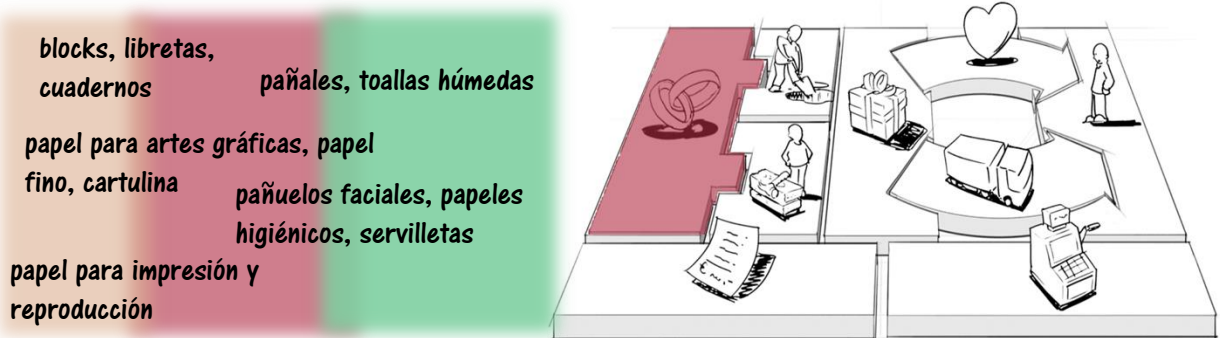 blocks, libretas,
cuadernos
pañales, toallas húmedas
papel para artes gráficas, papel
fino, cartulina
pañuelos faciales, papeles
higiénicos, servilletas
papel para impresión y
reproducción